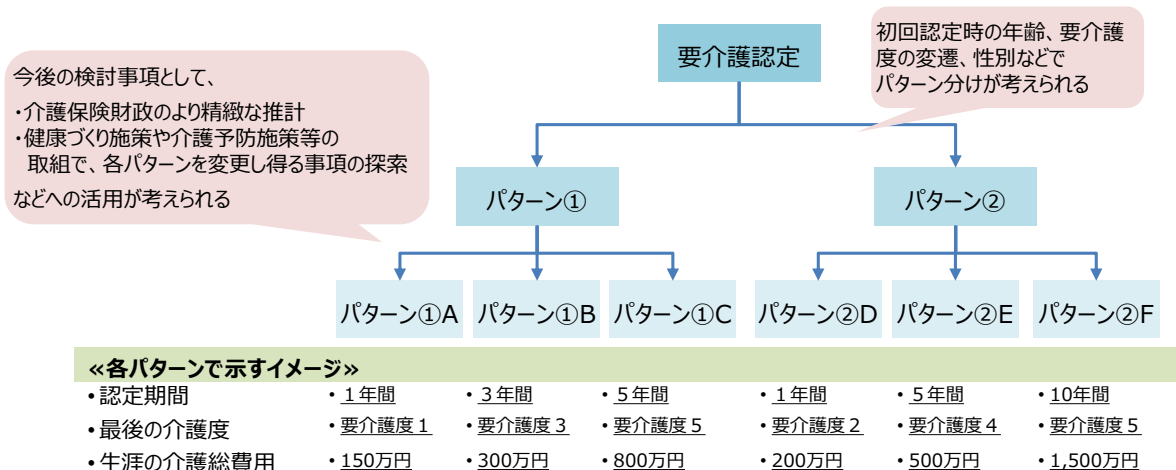 要介護認定
初回認定時の年齢、要介護
度の変遷、性別などで
パターン分けが考えられる
今後の検討事項として、
・介護保険財政のより精緻な推計
・健康づくり施策や介護予防施策等の
取組で、各パターンを変更し得る事項の探索
などへの活用が考えられる
パターン① パターン②
パターン①A パターン①B パターン①C パターン②D パターン②E パターン②F
≪各パターンで示すイメージ≫
•認定期間 •１年間 •３年間 •５年間 •１年間 •５年間 •10年間
•最後の介護度 •要介護度１ •要介護度３ •要介護度５ •要介護度２ •要介護度４ •要介護度５
•生涯の介護総費用 •150万円 •300万円 •800万円 •200万円 •500万円 •1,500万円